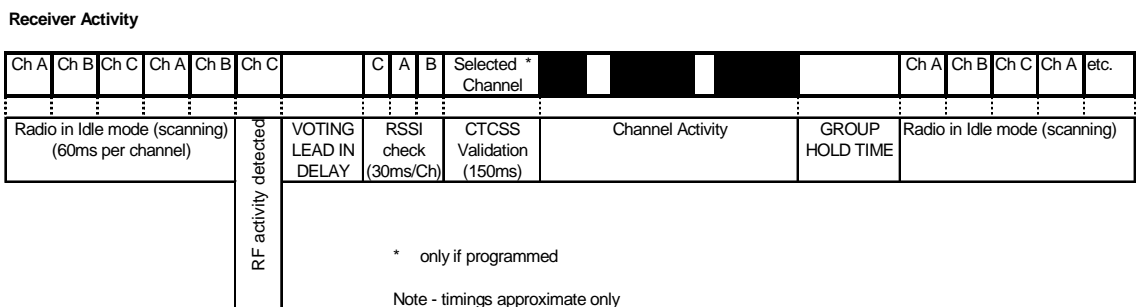 Receiver Activity
Ch A Ch B Ch C Ch A Ch B Ch C C A B Selected * Ch A Ch B Ch C Ch A etc.
Channel
Radio in Idle mode (scanning)
(60ms per channel)
RF activity detected
VOTING
LEAD IN
DELAY
RSSI
check
(30ms/Ch)
CTCSS
Validation
(150ms)
Channel Activity
GROUP
HOLD TIME
Radio in Idle mode (scanning)
* only if programmed
Note - timings approximate only